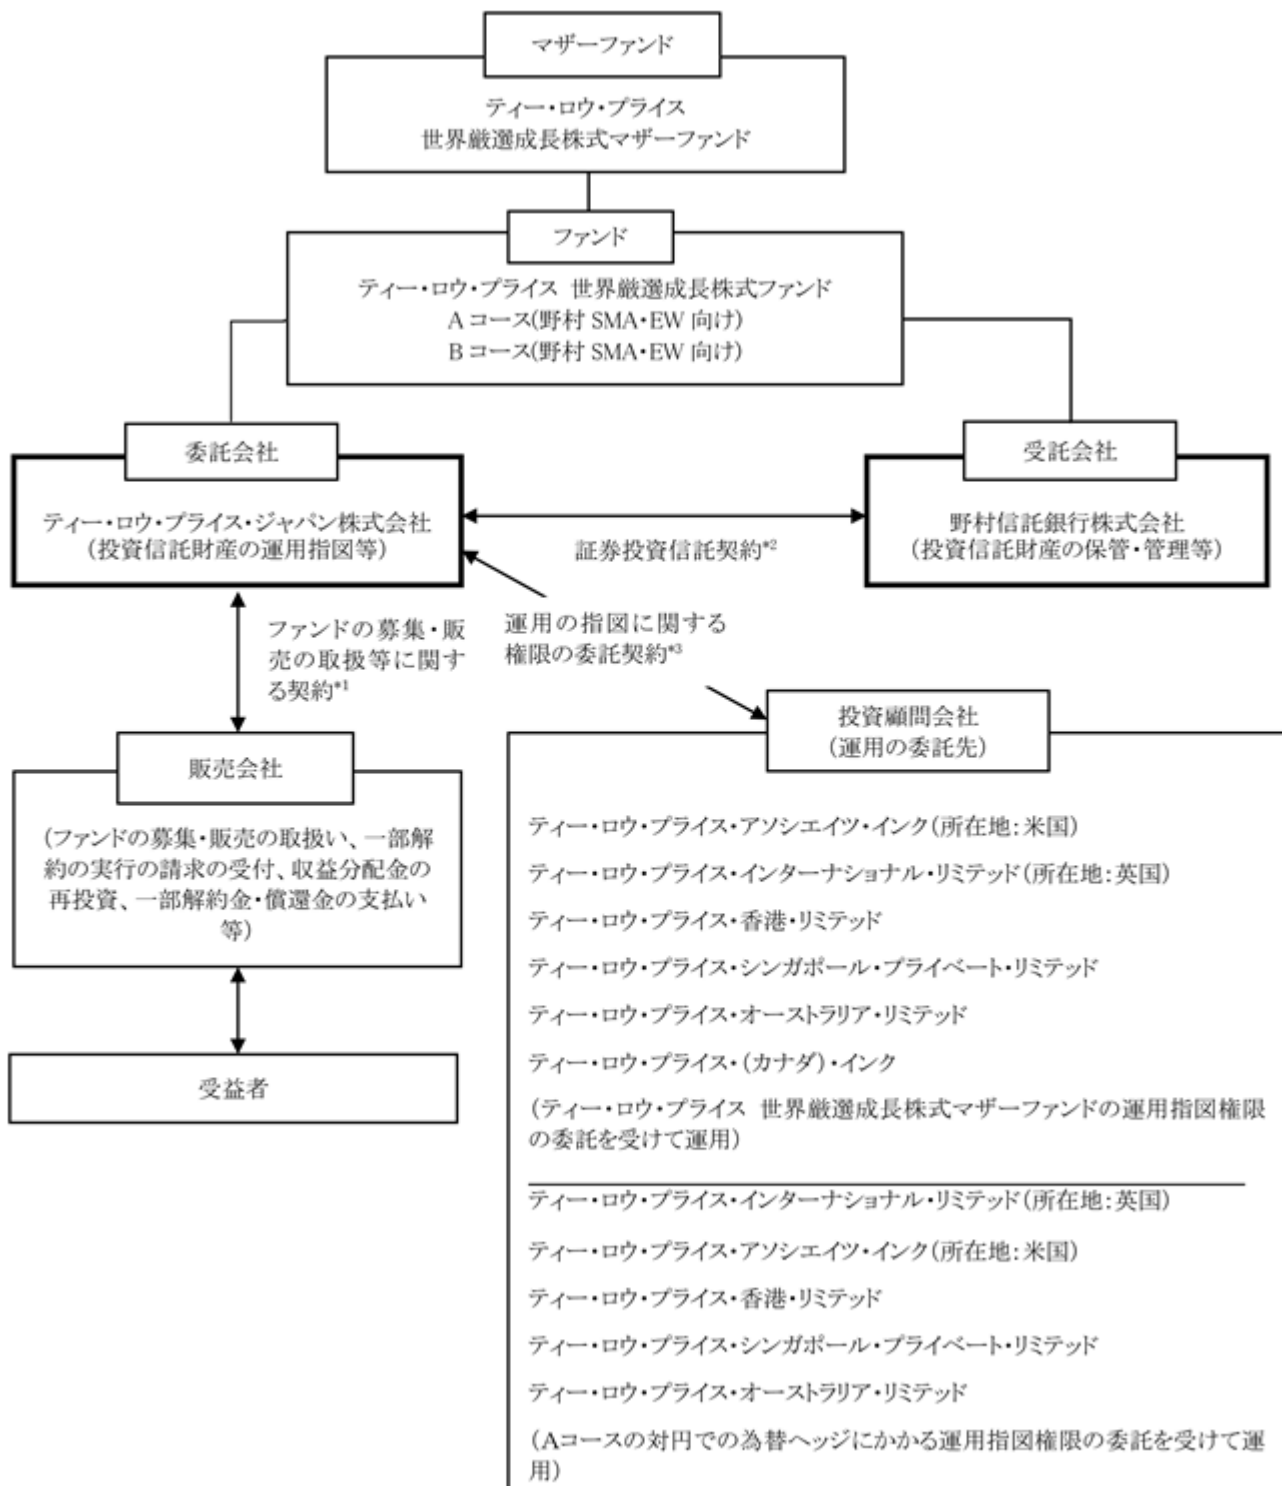 マザーファンド
ティー・ロウ・プライス
世界厳選成長株式マザーファンド
ファンド
ティー・ロウ・プライス 世界厳選成長株式ファンド
A コース(野村 SMA・EW 向け)
B コース(野村 SMA・EW 向け)
委託会社
ティー・ロウ・プライス・ジャパン株式会社
(投資信託財産の運用指図等)
証券投資信託契約*2
受託会社
野村信託銀行株式会社
(投資信託財産の保管・管理等)
ファンドの募集・販
売の取扱等に関す
る契約*1
運用の指図に関する
権限の委託契約*3
販売会社
(ファンドの募集・販売の取扱い、一部解
約の実行の請求の受付、収益分配金の
再投資、一部解約金・償還金の支払い
等)
受益者
投資顧問会社
(運用の委託先)
ティー・ロウ・プライス・アソシエイツ・インク(所在地:米国)
ティー・ロウ・プライス・インターナショナル・リミテッド(所在地:英国)
ティー・ロウ・プライス・香港・リミテッド
ティー・ロウ・プライス・シンガポール・プライベート・リミテッド
ティー・ロウ・プライス・オーストラリア・リミテッド
ティー・ロウ・プライス・(カナダ)・インク
(ティー・ロウ・プライス 世界厳選成長株式マザーファンドの運用指図権限
の委託を受けて運用)
ティー・ロウ・プライス・インターナショナル・リミテッド(所在地:英国)
ティー・ロウ・プライス・アソシエイツ・インク(所在地:米国)
ティー・ロウ・プライス・香港・リミテッド
ティー・ロウ・プライス・シンガポール・プライベート・リミテッド
ティー・ロウ・プライス・オーストラリア・リミテッド
(Aコースの対円での為替ヘッジにかかる運用指図権限の委託を受けて運
用)